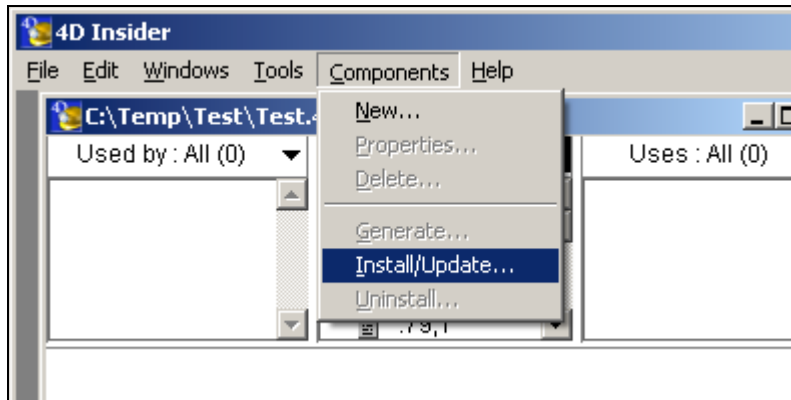 4D Insider
File Edit Windows Tools Components Help
C:\Temp\Test\Test.
Used by : All (0)
Uses : All (0)
New...
Properties...
Delete...
Generate...
Install/Update...
Uninstall...